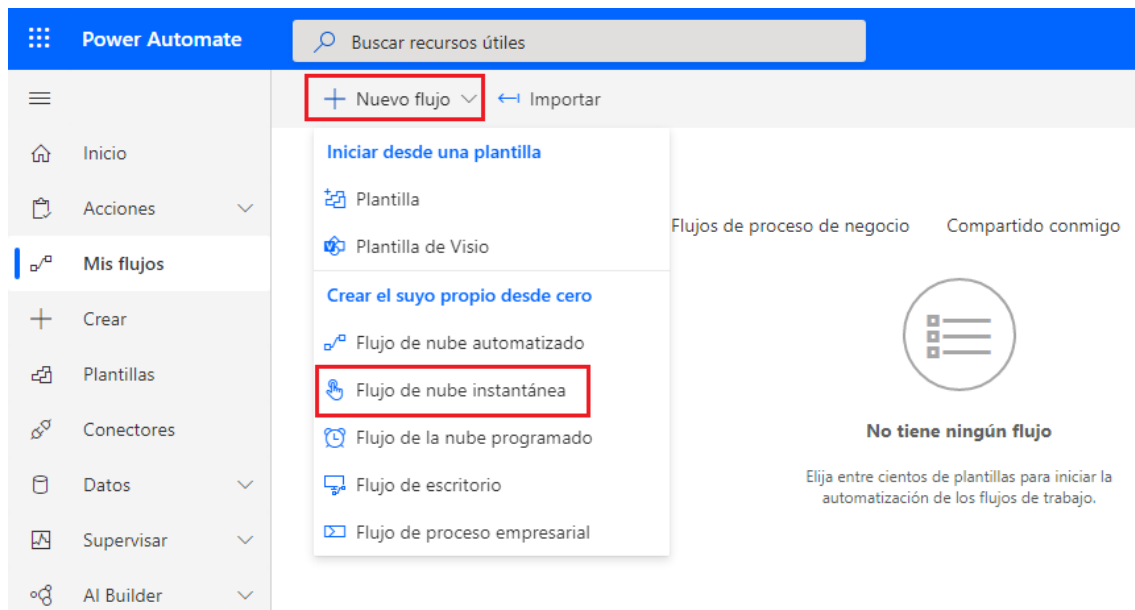 Power Automate
Buscar recursos útiles
Nuevo flujo
Importar
Inicio
Acciones
Mis flujos
Crear
Plantillas
Conectores
Datos
Supervisar
AI Builder
Iniciar desde una plantilla
Plantilla
Plantilla de Visio
Crear el suyo propio desde cero
Flujo de nube automatizado
Flujo de nube instantánea
Flujo de la nube programado
Flujo de escritorio
Flujo de proceso empresarial
Flujos de proceso de negocio
Compartido conmigo
No tiene ningún flujo
Elija entre cientos de plantillas para iniciar la
automatización de los flujos de trabajo.